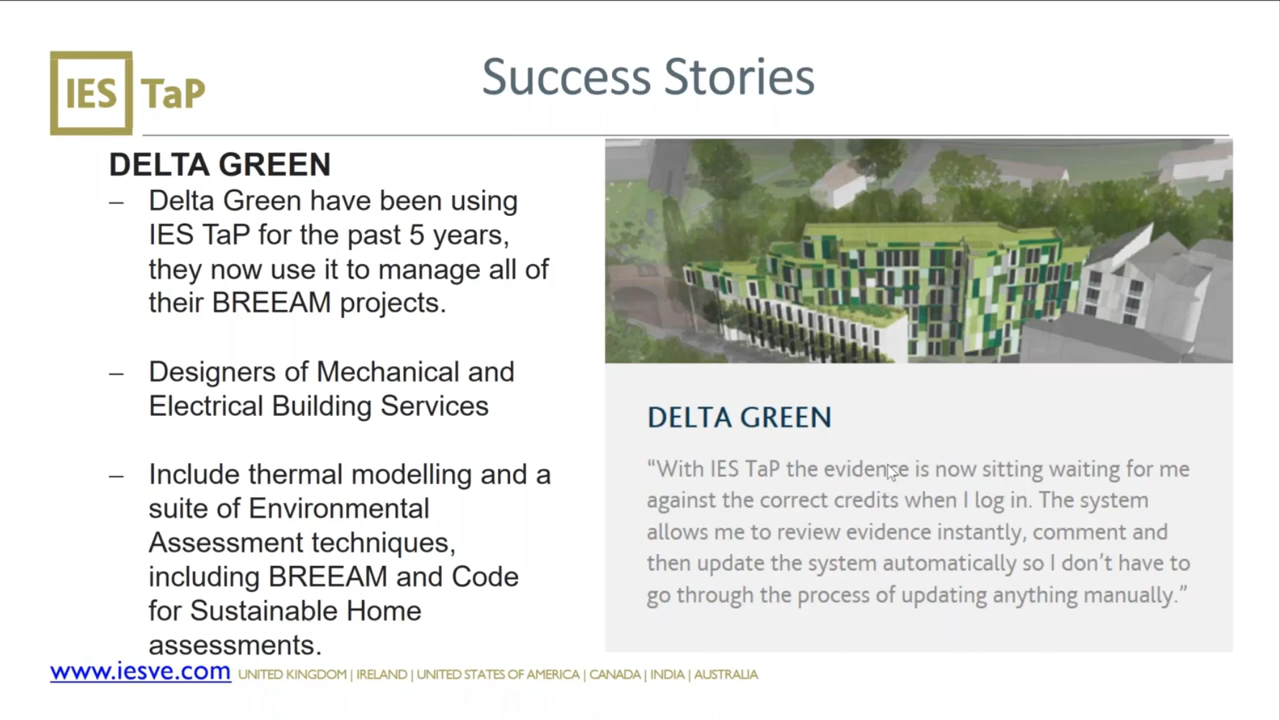 IES TaP
Success Stories
DELTA GREEN
– Delta Green have been using
IES TaP for the past 5 years,
they now use it to manage all of
their BREEAM projects.
– Designers of Mechanical and
Electrical Building Services
– Include thermal modelling and a
suite of Environmental
Assessment techniques,
including BREEAM and Code
for Sustainable Home
assessments.
DELTA GREEN
“With IES TaP the evidence is now sitting waiting for me
against the correct credits when I log in. The system
allows me to review evidence instantly, comment and
then update the system automatically so I don’t have to
go through the process of updating anything manually.”
www.iesve.com UNITED KINGDOM | IRELAND | UNITED STATES OF AMERICA | CANADA | INDIA | AUSTRALIA